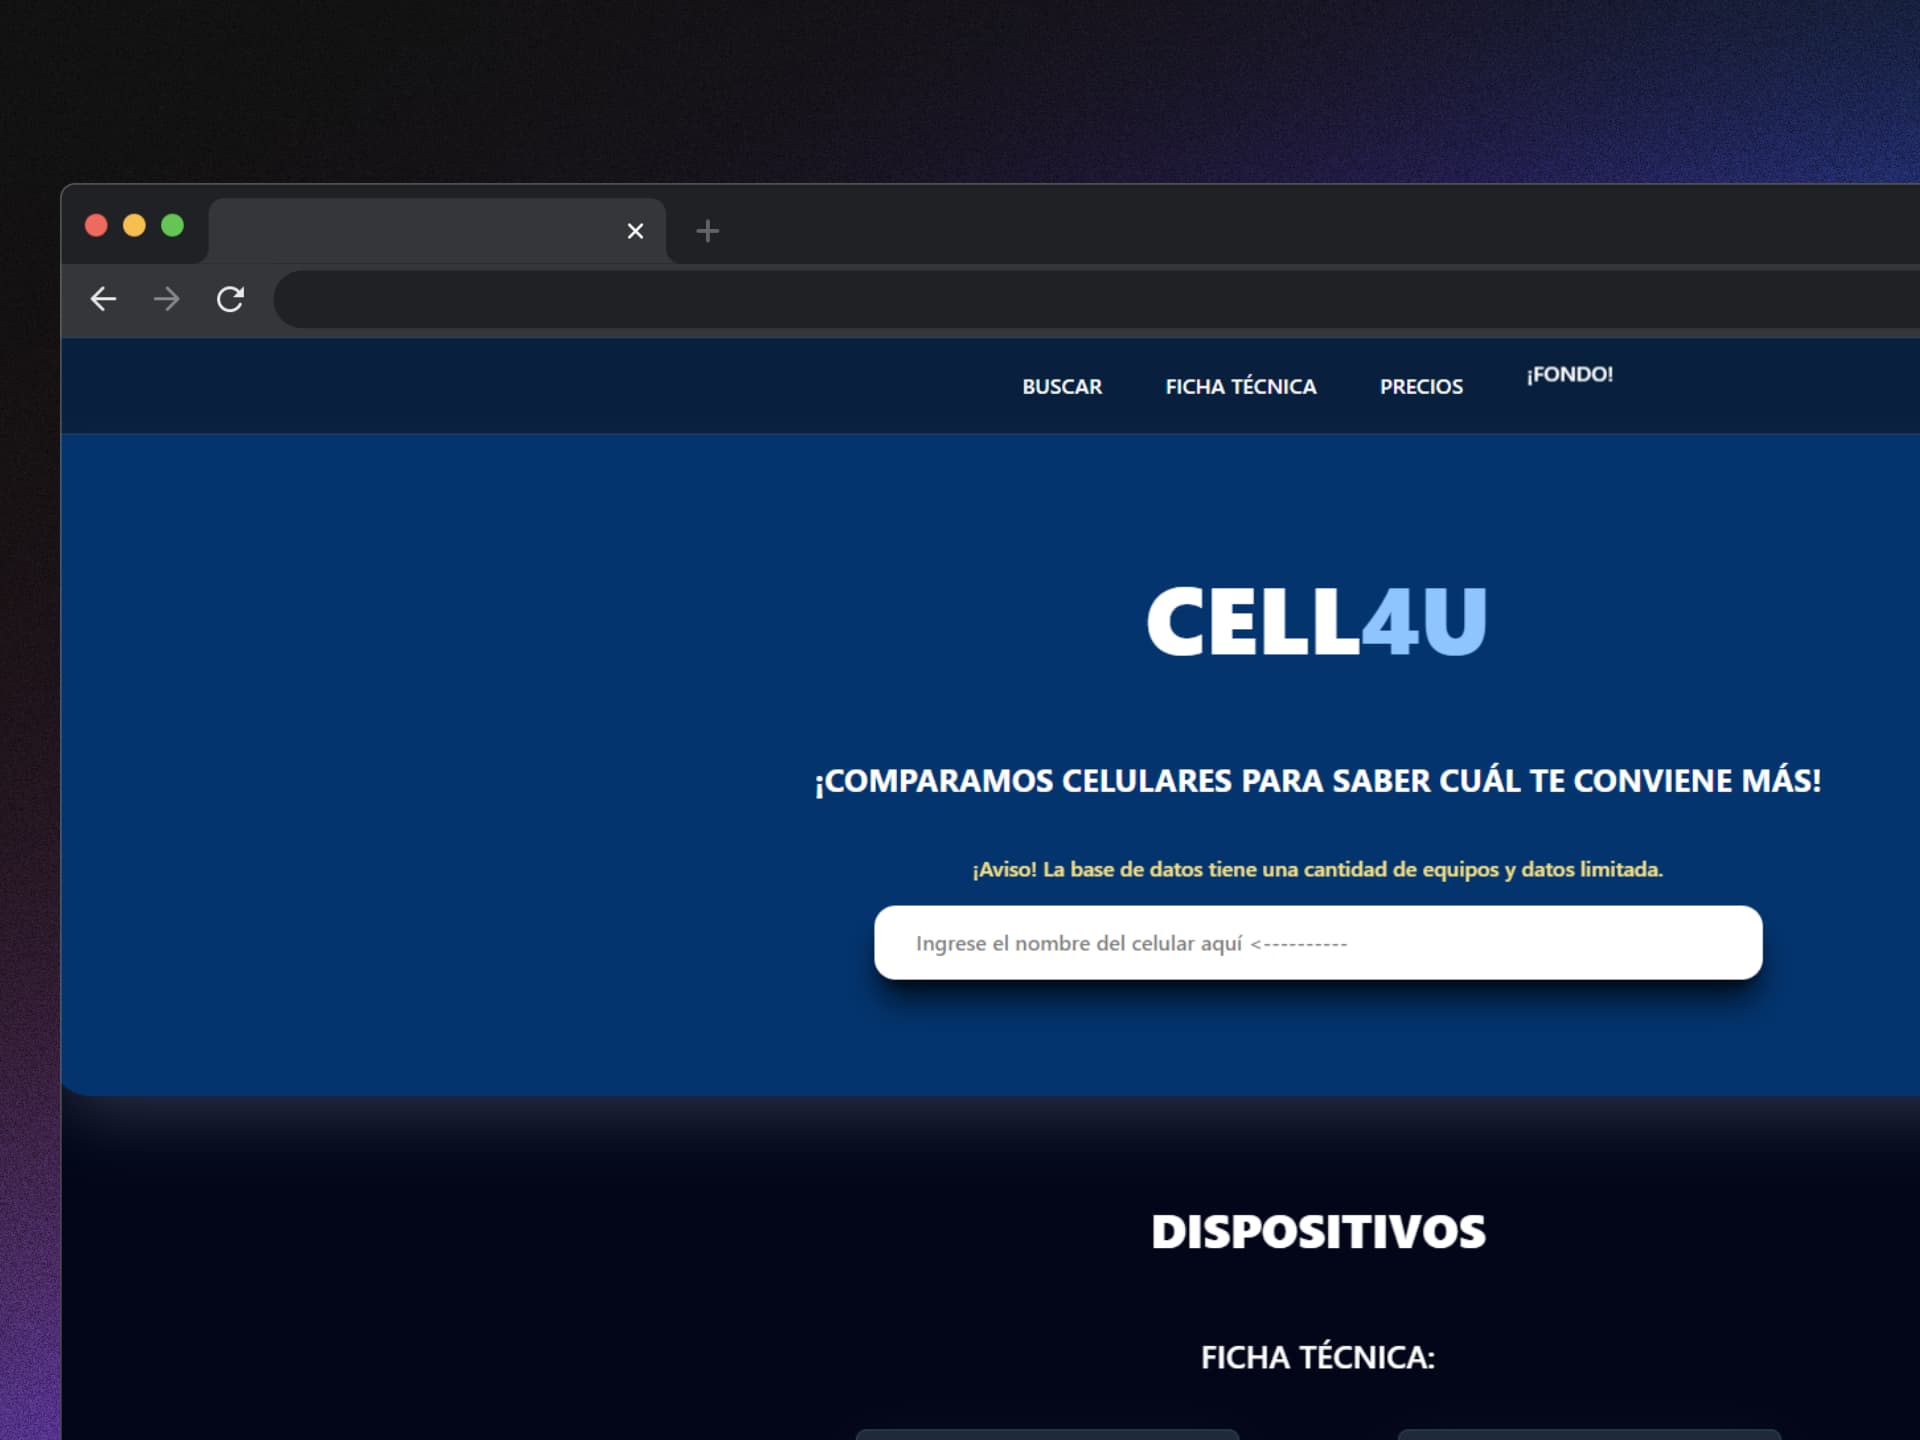 BUSCAR FICHA TÉCNICA PRECIOS ¡FONDO!
CELL4U
¡COMPARAMOS CELULARES PARA SABER CUÁL TE CONVIENE MÁS!
¡Aviso! La base de datos tiene una cantidad de equipos y datos limitada.
Ingrese el nombre del celular aquí <----------
DISPOSITIVOS
FICHA TÉCNICA: